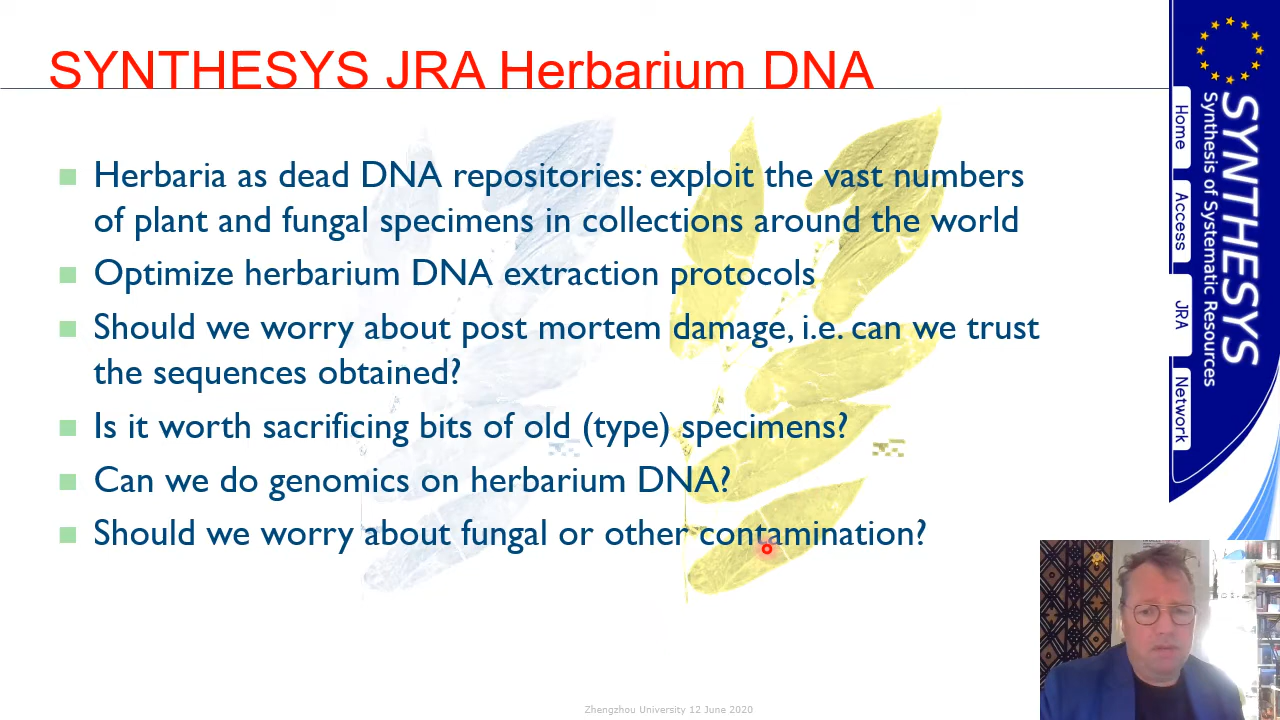 SYNTHESYS JRA Herbarium DNA
Herbaria as dead DNA repositories: exploit the vast numbers
of plant and fungal specimens in collections around the world
Optimize herbarium DNA extraction protocols
Should we worry about post mortem damage, i.e. can we trust
the sequences obtained?
Is it worth sacrificing bits of old (type) specimens?
Can we do genomics on herbarium DNA?
Should we worry about fungal or other contamination?
SYNTHESYS
Synthesis of Systematic Resources
Home
Access
JRA
Network
Zhengzhou University 12 June 2020